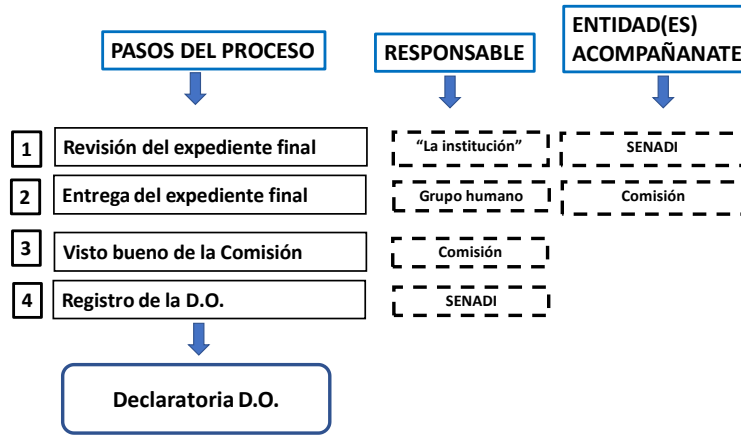 PASOS DEL PROCESO
RESPONSABLE
ENTIDAD(ES)
ACOMPAÑANATE
1
Revisión del expediente final
“La institución”
SENADI
2
Entrega del expediente final
Grupo humano
Comisión
3
Visto bueno de la Comisión
Comisión
4
Registro de la D.O.
SENADI
Declaratoria D.O.